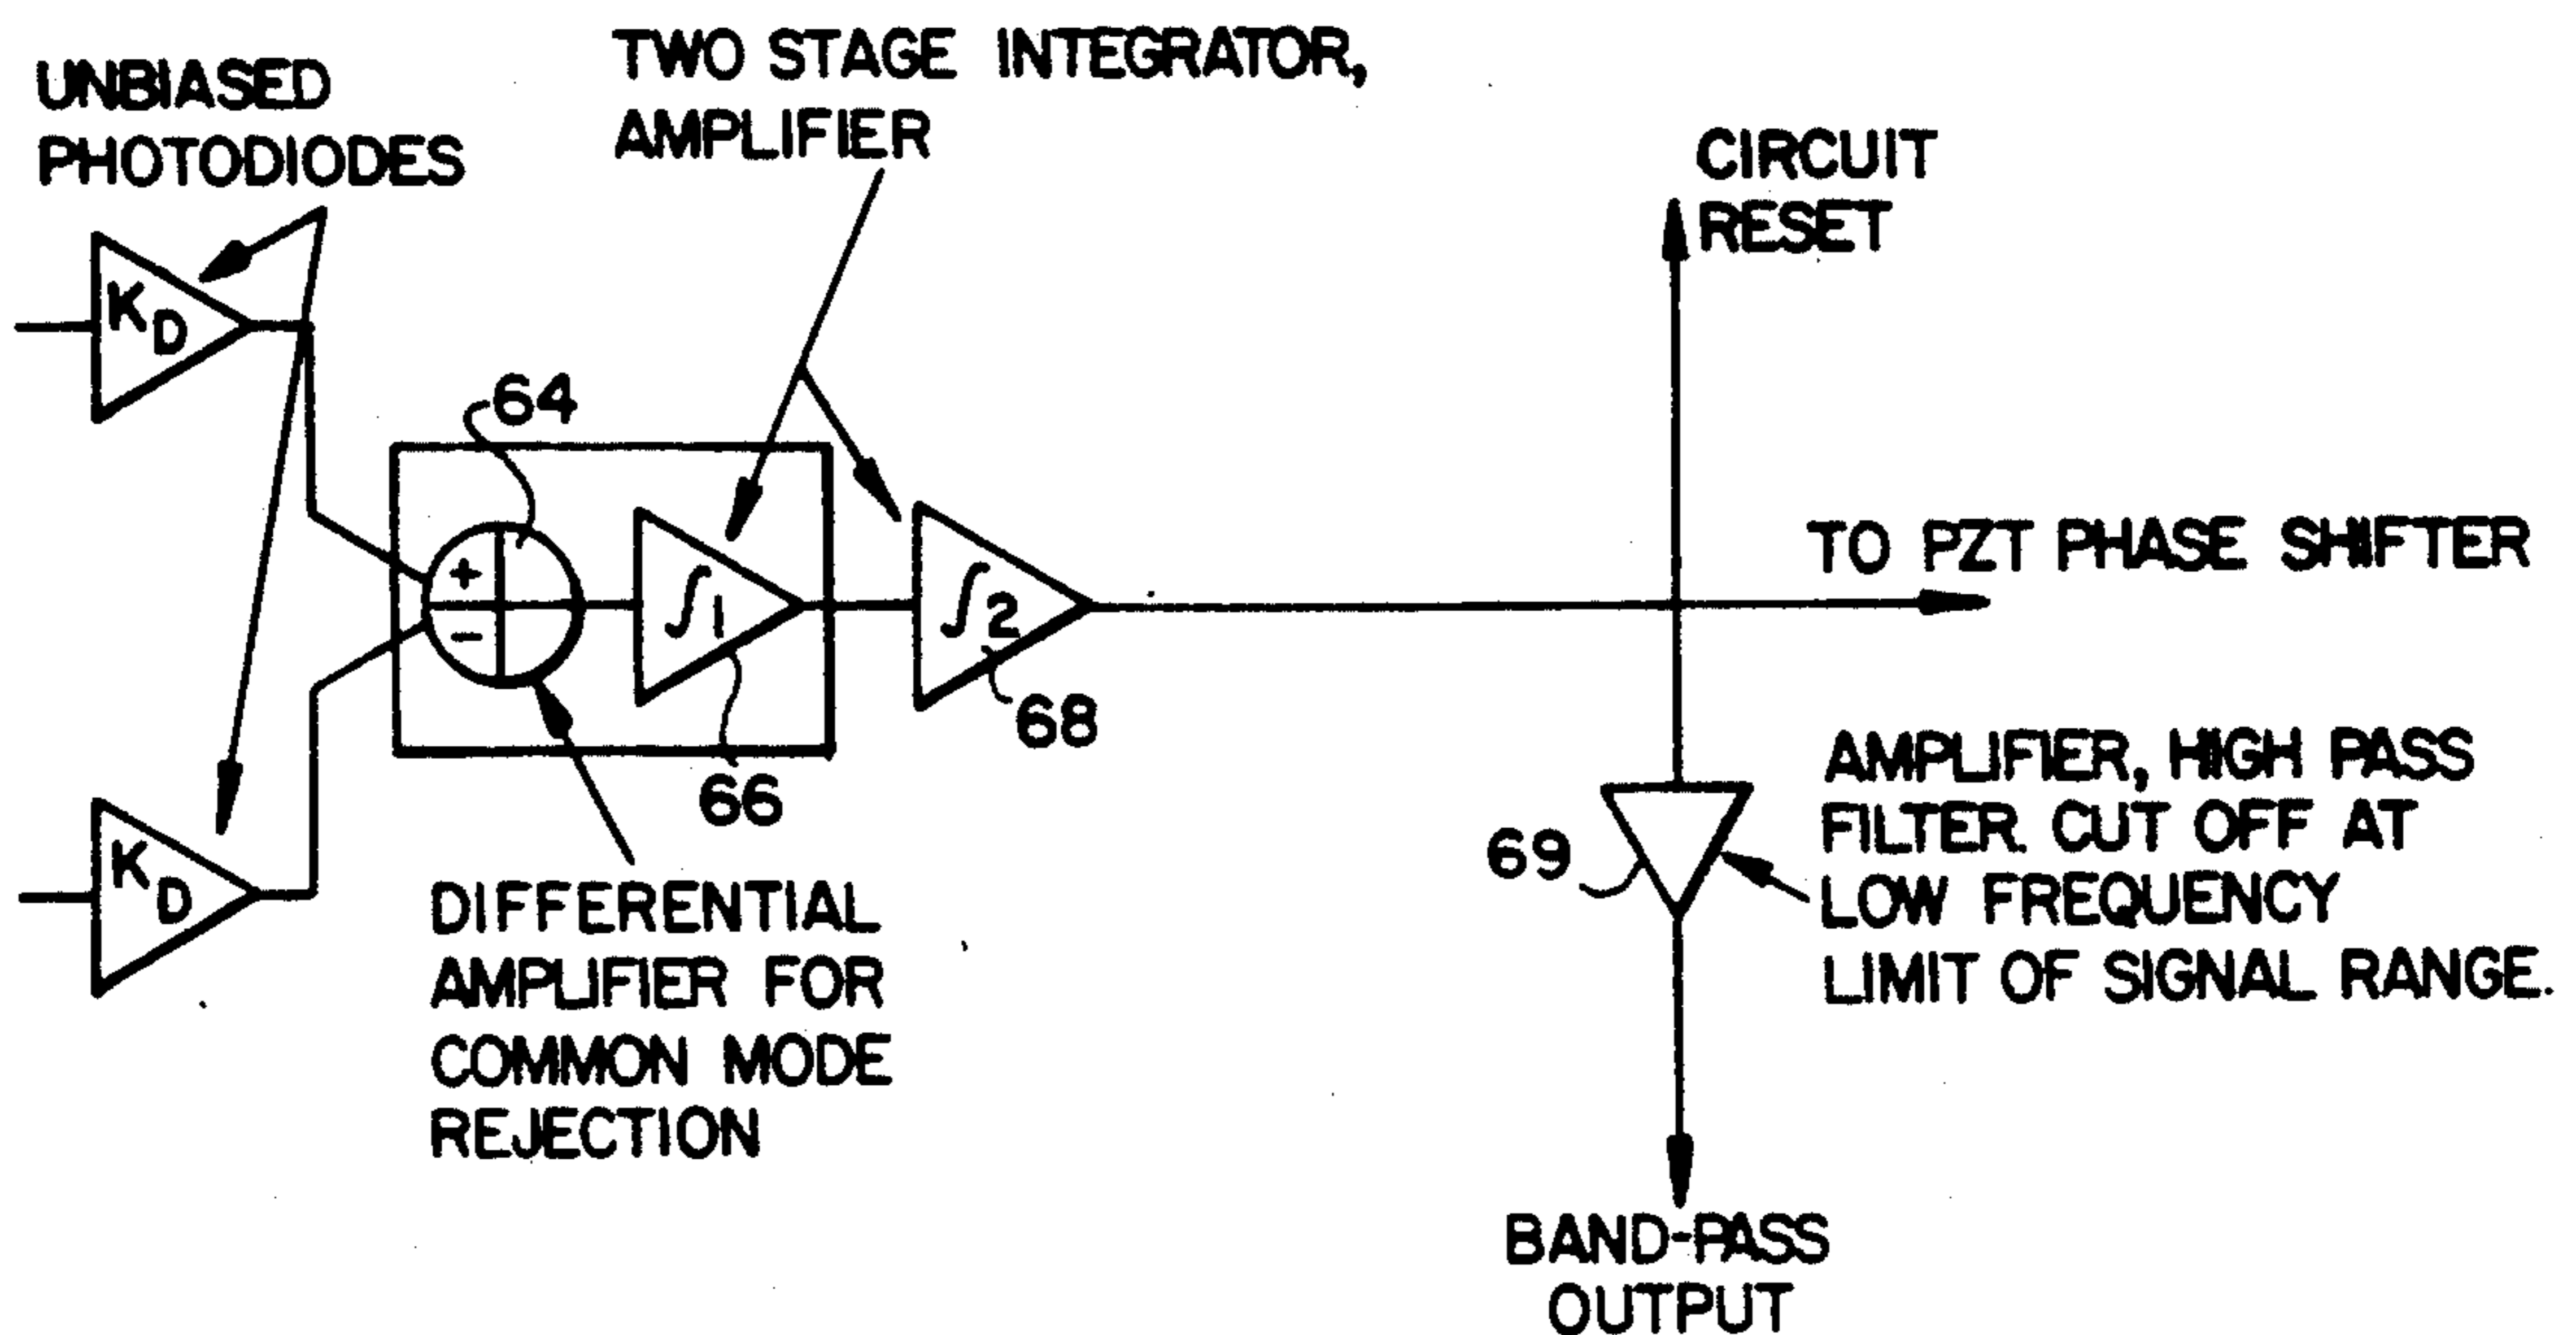 UNBIASED
PHOTODIODES
TWO STAGE INTEGRATOR,
AMPLIFIER
CIRCUIT
RESET
KD
64
+
−
∫1
∫2
TO PZT PHASE SHIFTER
68
66
KD
DIFFERENTIAL
AMPLIFIER FOR
COMMON MODE
REJECTION
69
AMPLIFIER, HIGH PASS
FILTER. CUT OFF AT
LOW FREQUENCY
LIMIT OF SIGNAL RANGE.
BAND-PASS
OUTPUT